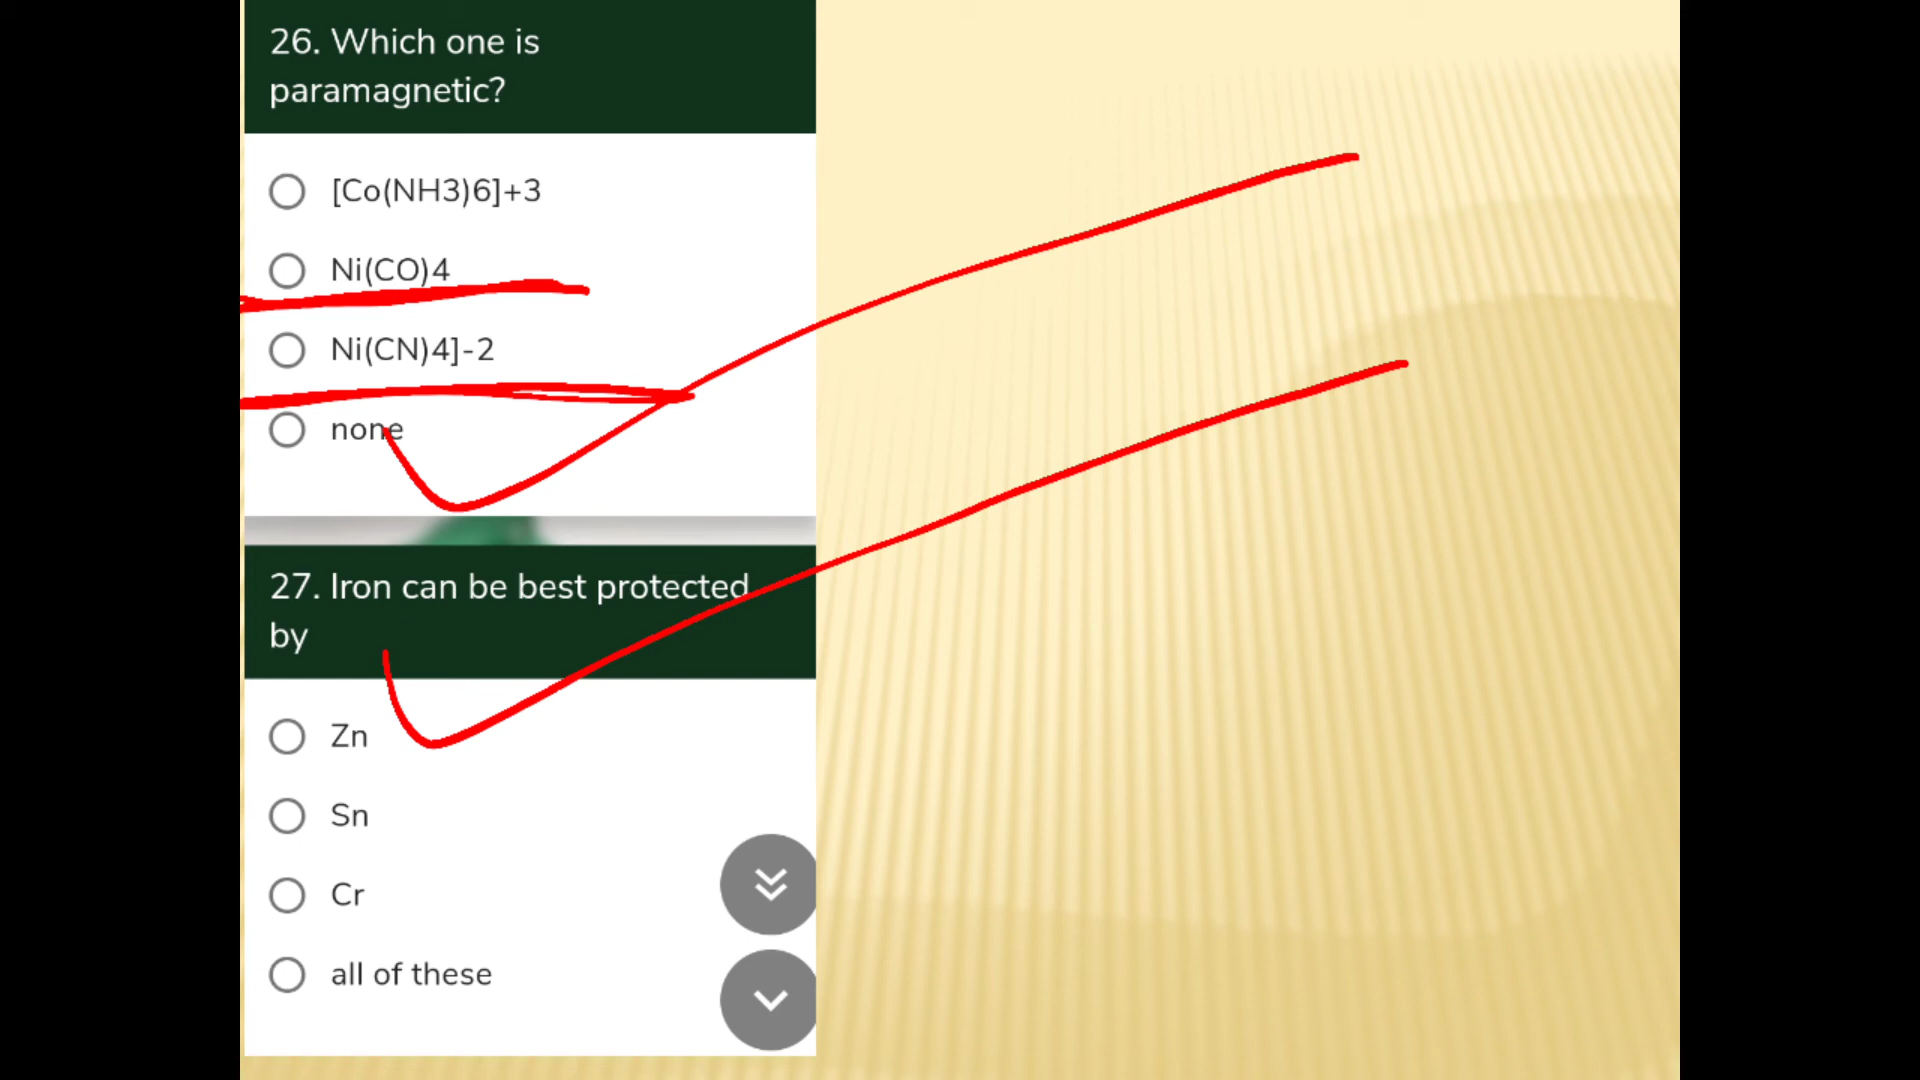 26. Which one is
paramagnetic?
[Co(NH3)6]+3
Ni(CO)4
Ni(CN)4]-2
none
27. Iron can be best protected
by
Zn
Sn
Cr
all of these